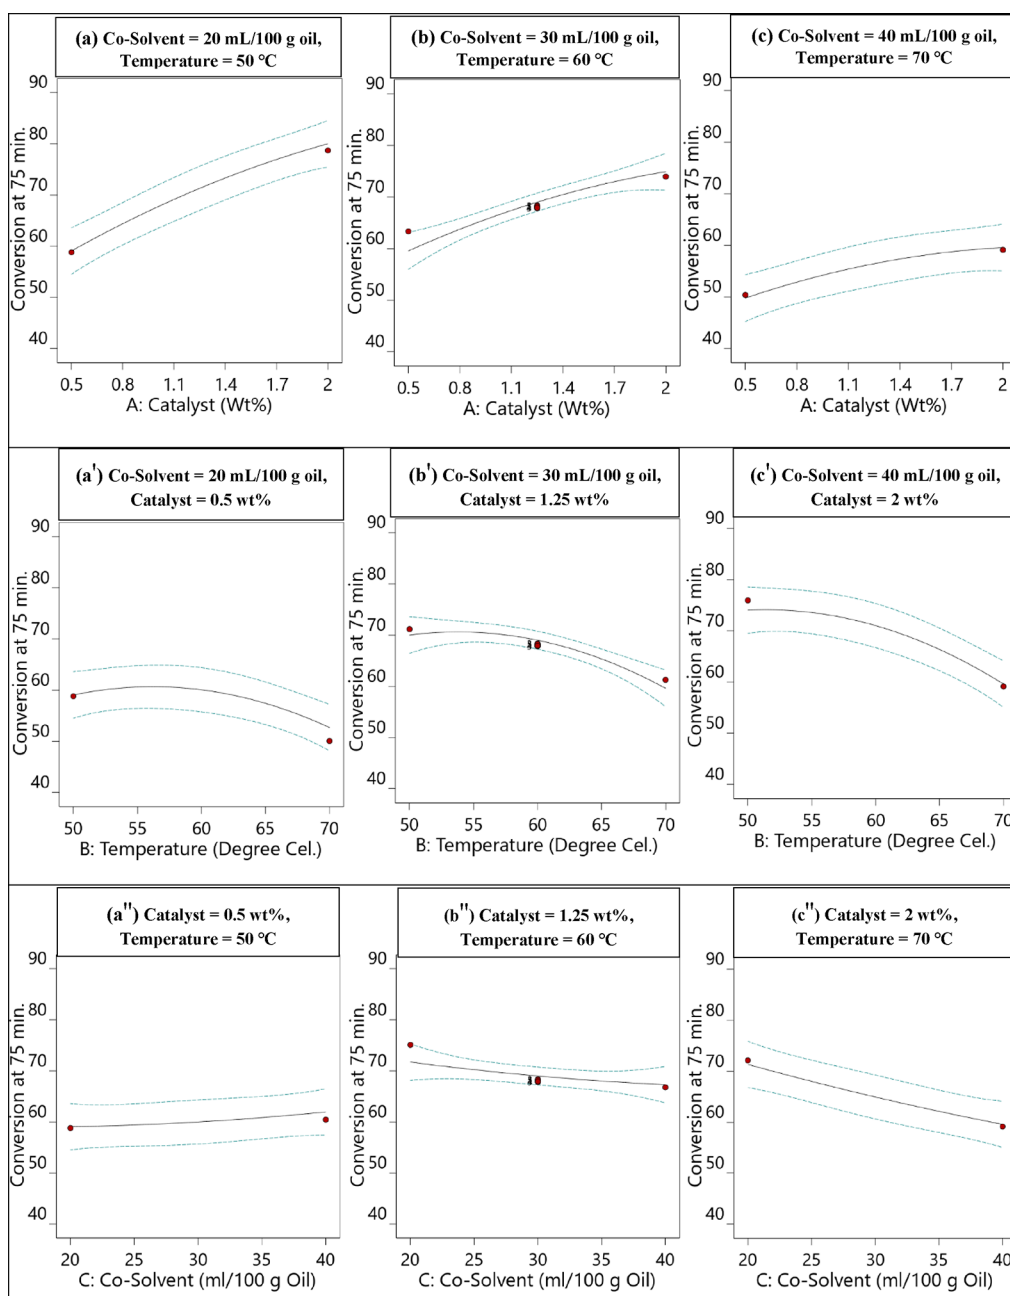 (a) Co-Solvent = 20 mL/100 g oil,
Temperature = 50 °C
90
80
70
60
50
40
Conversion at 75 min.
0.5 0.8 1.1 1.4 1.7 2
A: Catalyst (Wt%)
(b) Co-Solvent = 30 mL/100 g oil,
Temperature = 60 °C
90
80
70
60
50
40
Conversion at 75 min.
0.5 0.8 1.1 1.4 1.7 2
A: Catalyst (Wt%)
(c) Co-Solvent = 40 mL/100 g oil,
Temperature = 70 °C
90
80
70
60
50
40
Conversion at 75 min.
0.5 0.8 1.1 1.4 1.7 2
A: Catalyst (Wt%)
(a') Co-Solvent = 20 mL/100 g oil,
Catalyst = 0.5 wt%
90
80
70
60
50
40
Conversion at 75 min.
50 55 60 65 70
B: Temperature (Degree Cel.)
(b') Co-Solvent = 30 mL/100 g oil,
Catalyst = 1.25 wt%
90
80
70
60
50
40
Conversion at 75 min.
50 55 60 65 70
B: Temperature (Degree Cel.)
(c') Co-Solvent = 40 mL/100 g oil,
Catalyst = 2 wt%
90
80
70
60
50
40
Conversion at 75 min.
50 55 60 65 70
B: Temperature (Degree Cel.)
(a'') Catalyst = 0.5 wt%,
Temperature = 50 °C
90
80
70
60
50
40
Conversion at 75 min.
20 25 30 35 40
C: Co-Solvent (ml/100 g Oil)
(b'') Catalyst = 1.25 wt%,
Temperature = 60 °C
90
80
70
60
50
40
Conversion at 75 min.
20 25 30 35 40
C: Co-Solvent (ml/100 g Oil)
(c'') Catalyst = 2 wt%,
Temperature = 70 °C
90
80
70
60
50
40
Conversion at 75 min.
20 25 30 35 40
C: Co-Solvent (ml/100 g Oil)